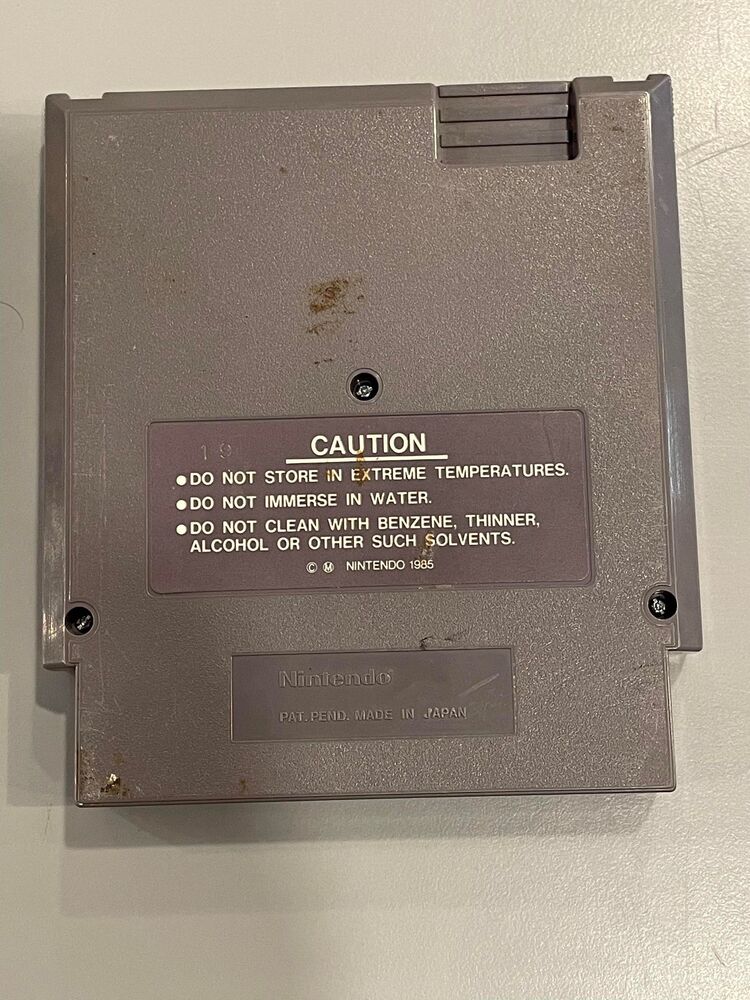 19
CAUTION
●DO NOT STORE IN EXTREME TEMPERATURES.
●DO NOT IMMERSE IN WATER.
●DO NOT CLEAN WITH BENZENE, THINNER,
ALCOHOL OR OTHER SUCH SOLVENTS.
© Ⓜ NINTENDO 1985
Nintendo®
PAT. PEND. MADE IN JAPAN